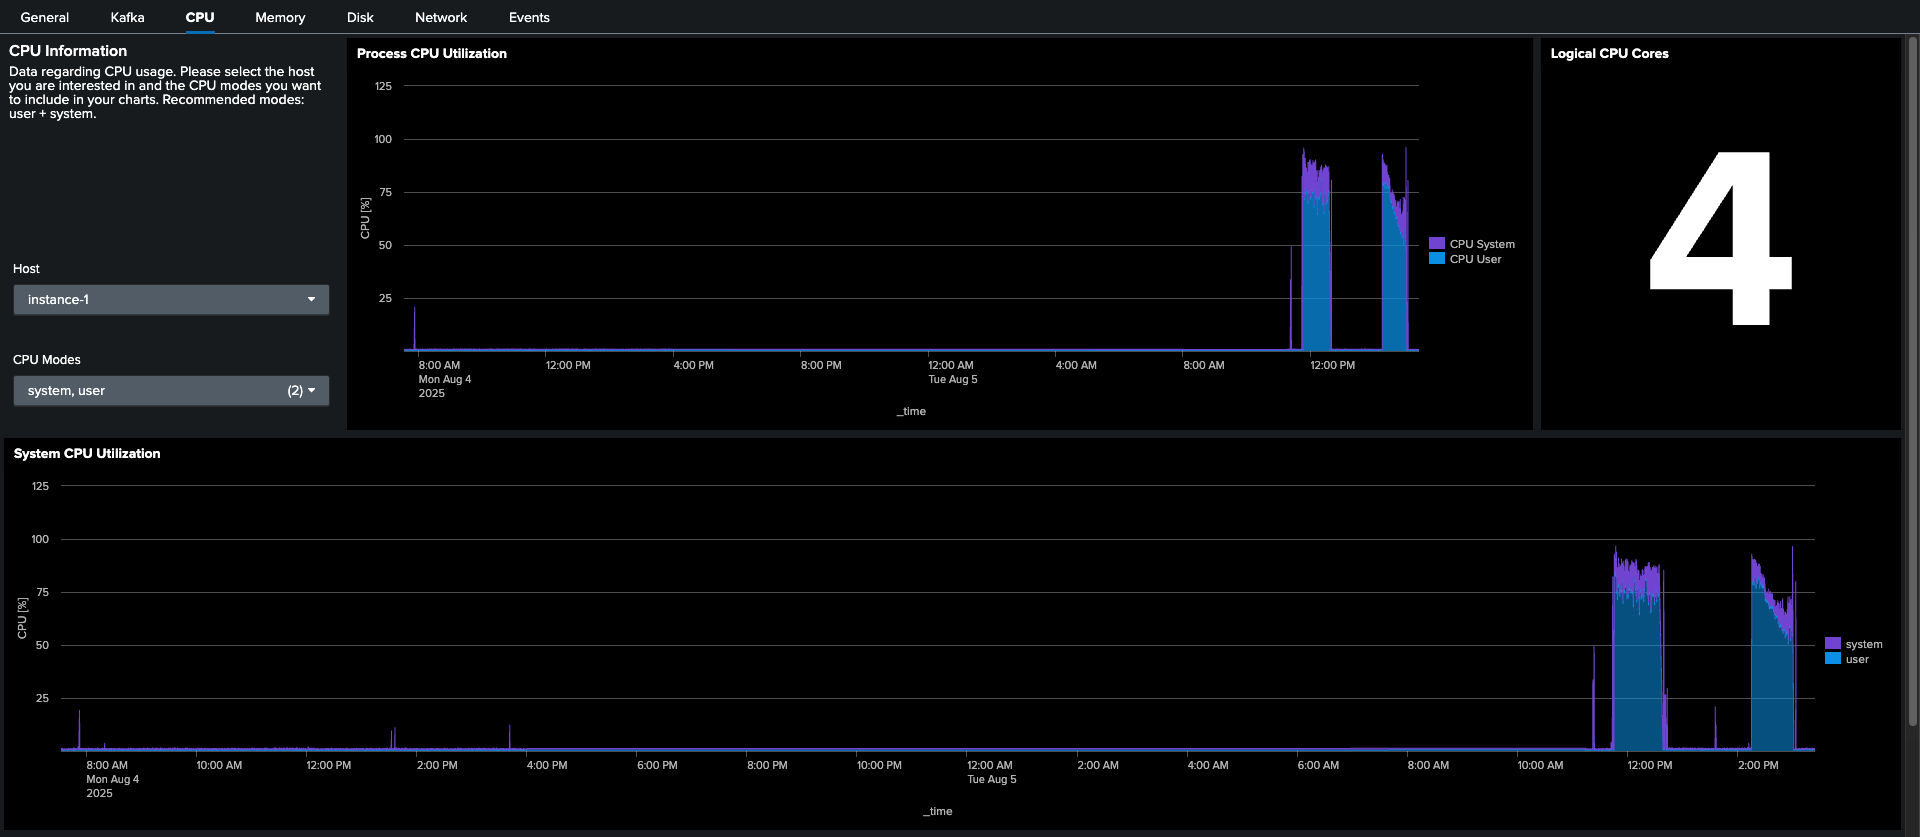 General Kafka CPU Memory Disk Network Events
CPU Information
Data regarding CPU usage. Please select the host
you are interested in and the CPU modes you want
to include in your charts. Recommended modes:
user + system.
Host
instance-1
CPU Modes
system, user (2)
Process CPU Utilization
125
100
75
50
25
CPU [%]
8:00 AM 12:00 PM 4:00 PM 8:00 PM 12:00 AM 4:00 AM 8:00 AM 12:00 PM
Mon Aug 4 Tue Aug 5
2025
_time
CPU System
CPU User
Logical CPU Cores
4
System CPU Utilization
125
100
75
50
25
CPU [%]
8:00 AM 10:00 AM 12:00 PM 2:00 PM 4:00 PM 6:00 PM 8:00 PM 10:00 PM 12:00 AM 2:00 AM 4:00 AM 6:00 AM 8:00 AM 10:00 AM 12:00 PM 2:00 PM
Mon Aug 4 Tue Aug 5
2025
_time
system
user